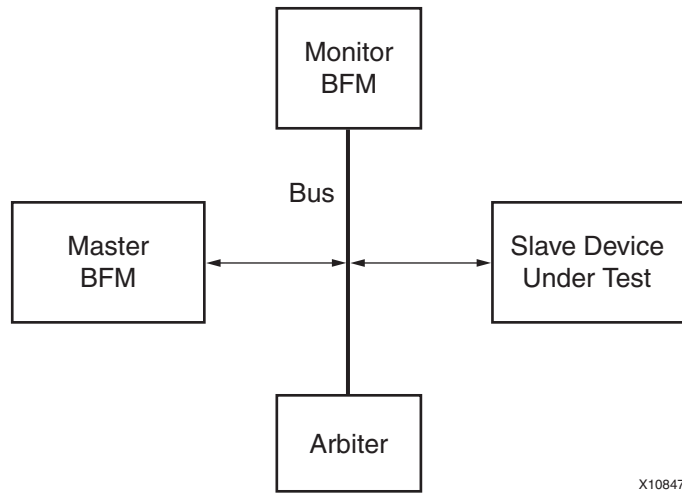 Monitor
BFM
Bus
Master
BFM
Slave Device
Under Test
Arbiter
X10847